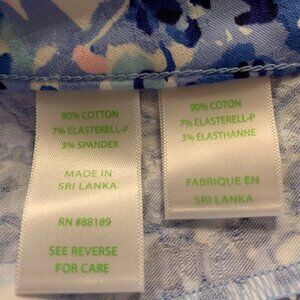 90% COTTON
7% ELASTERELL-P
3% SPANDEX
MADE IN
SRI LANKA
RN #88189
SEE REVERSE
FOR CARE
90% COTON
7% ELASTERELL-P
3% ÉLASTHANNE
FABRIQUE EN
SRI LANKA